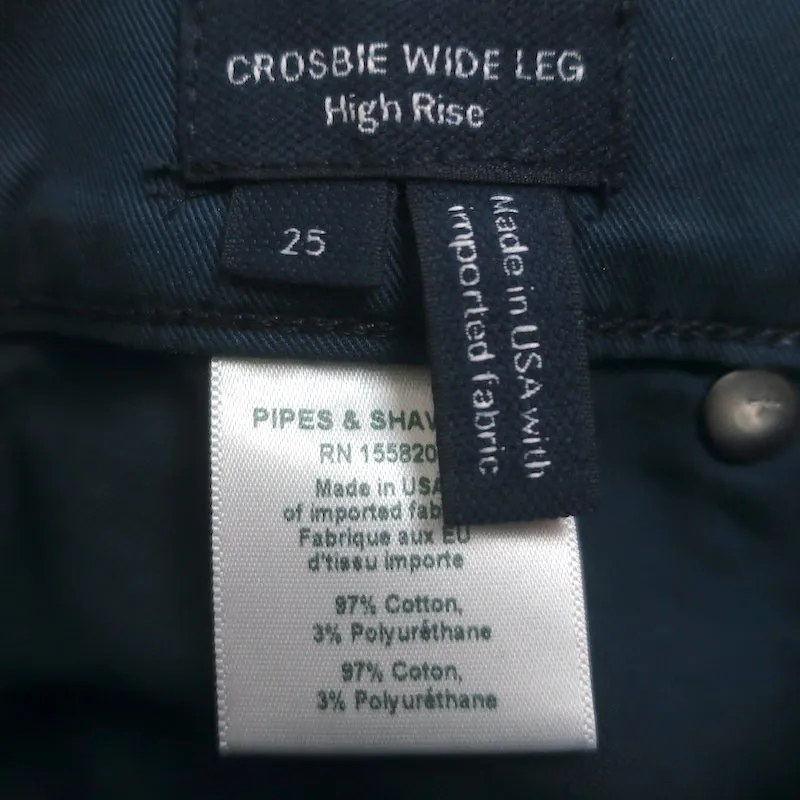 CROSBIE WIDE LEG
High Rise
25
Made in USA with
imported fabric
PIPES & SHAW
RN 155820
Made in USA
of imported fab
Fabrique aux EU
d'tissu importe
97% Cotton,
3% Polyuréthane
97% Coton,
3% Polyuréthane